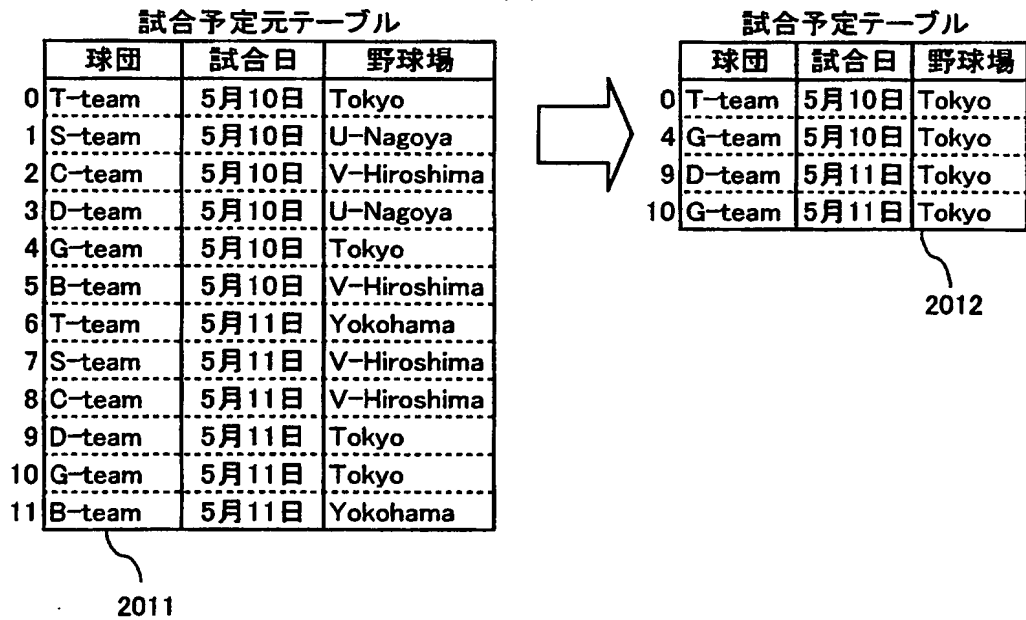 試合予定元テーブル
球団 試合日 野球場
0 T-team 5月10日 Tokyo
1 S-team 5月10日 U-Nagoya
2 C-team 5月10日 V-Hiroshima
3 D-team 5月10日 U-Nagoya
4 G-team 5月10日 Tokyo
5 B-team 5月10日 V-Hiroshima
6 T-team 5月11日 Yokohama
7 S-team 5月11日 V-Hiroshima
8 C-team 5月11日 V-Hiroshima
9 D-team 5月11日 Tokyo
10 G-team 5月11日 Tokyo
11 B-team 5月11日 Yokohama
2011
試合予定テーブル
球団 試合日 野球場
0 T-team 5月10日 Tokyo
4 G-team 5月10日 Tokyo
9 D-team 5月11日 Tokyo
10 G-team 5月11日 Tokyo
2012